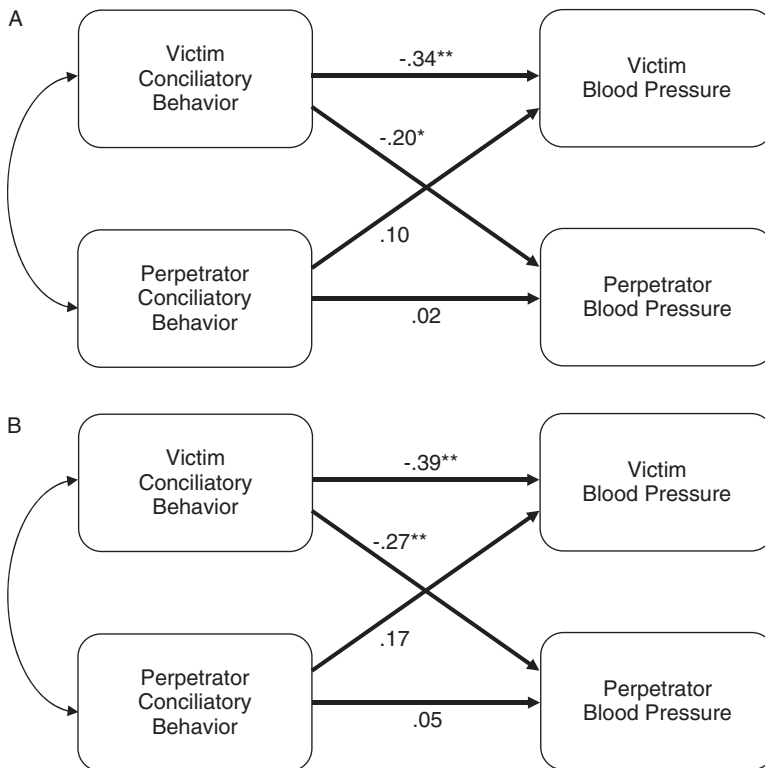 A
Victim
Conciliatory
Behavior
-.34**
Victim
Blood Pressure
-.20*
.10
Perpetrator
Conciliatory
Behavior
.02
Perpetrator
Blood Pressure
B
Victim
Conciliatory
Behavior
-.39**
Victim
Blood Pressure
-.27**
.17
Perpetrator
Conciliatory
Behavior
.05
Perpetrator
Blood Pressure